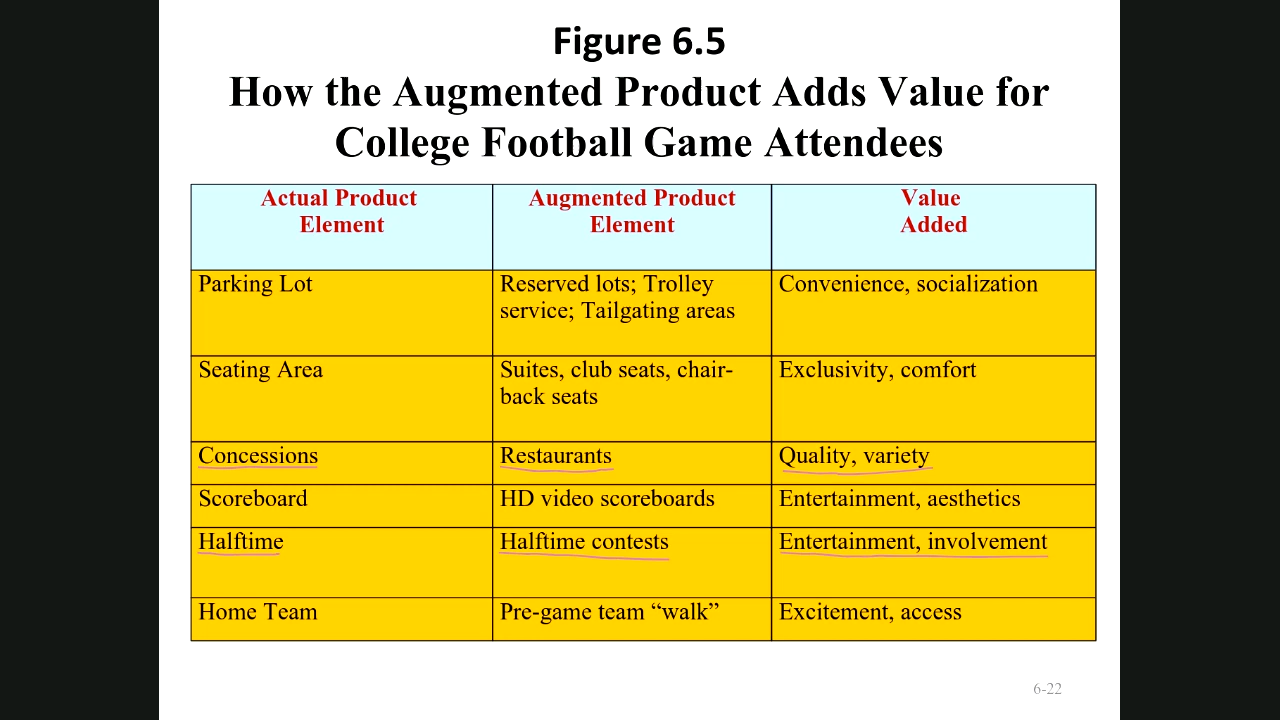 Figure 6.5
How the Augmented Product Adds Value for
College Football Game Attendees
Actual Product
Element
Augmented Product
Element
Value
Added
Parking Lot
Reserved lots; Trolley
service; Tailgating areas
Convenience, socialization
Seating Area
Suites, club seats, chair-
back seats
Exclusivity, comfort
Concessions
Restaurants
Quality, variety
Scoreboard
HD video scoreboards
Entertainment, aesthetics
Halftime
Halftime contests
Entertainment, involvement
Home Team
Pre-game team “walk”
Excitement, access
6-22